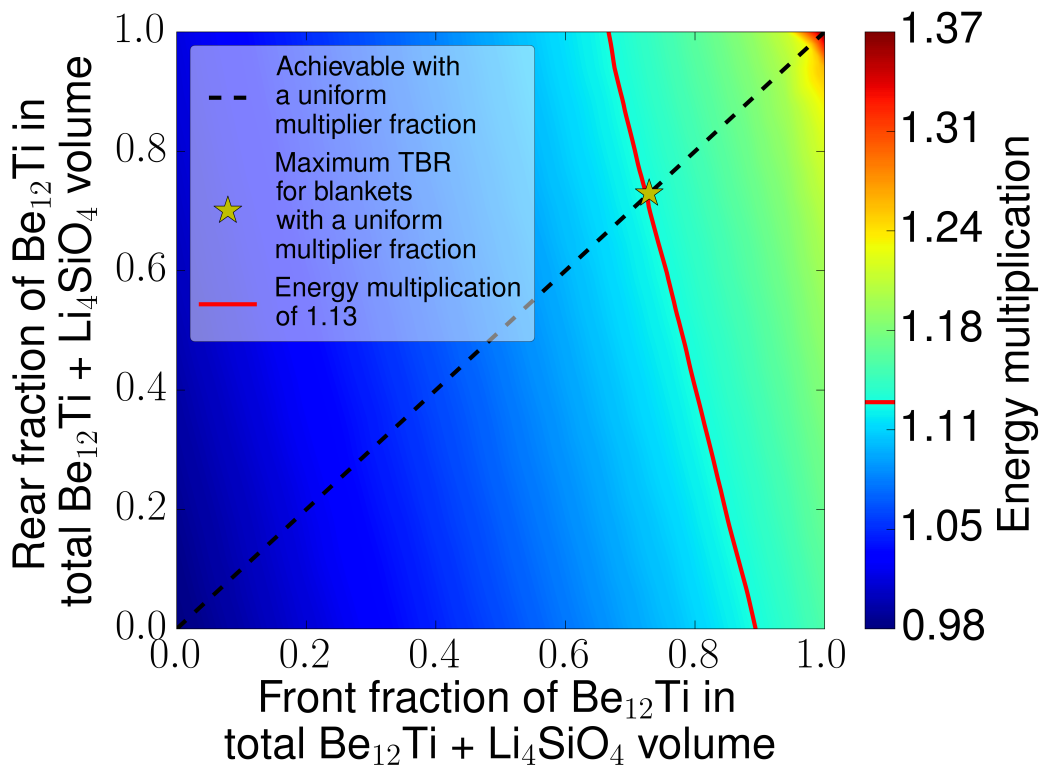 Rear fraction of Be₁₂Ti in
total Be₁₂Ti + Li₄SiO₄ volume
1.0
0.8
0.6
0.4
0.2
0.0
Achievable with
a uniform
multiplier fraction
Maximum TBR
for blankets
with a uniform
multiplier fraction
Energy multiplication
of 1.13
0.0 0.2 0.4 0.6 0.8 1.0
Front fraction of Be₁₂Ti in
total Be₁₂Ti + Li₄SiO₄ volume
1.37
1.31
1.24
1.18
1.11
1.05
0.98
Energy multiplication